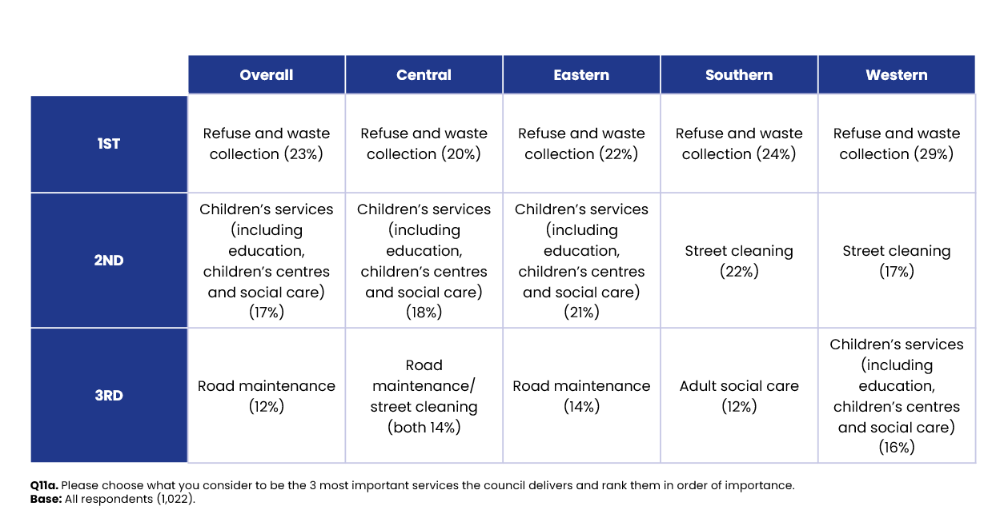 Overall
Central
Eastern
Southern
Western
1ST
Refuse and waste
collection (23%)
Refuse and waste
collection (20%)
Refuse and waste
collection (22%)
Refuse and waste
collection (24%)
Refuse and waste
collection (29%)
2ND
Children’s services
(including
education,
children’s centres
and social care)
(17%)
Children’s services
(including
education,
children’s centres
and social care)
(18%)
Children’s services
(including
education,
children’s centres
and social care)
(21%)
Street cleaning
(22%)
Street cleaning
(17%)
3RD
Road maintenance
(12%)
Road
maintenance/
street cleaning
(both 14%)
Road maintenance
(14%)
Adult social care
(12%)
Children’s services
(including
education,
children’s centres
and social care)
(16%)
Q11a. Please choose what you consider to be the 3 most important services the council delivers and rank them in order of importance.
Base: All respondents (1,022).